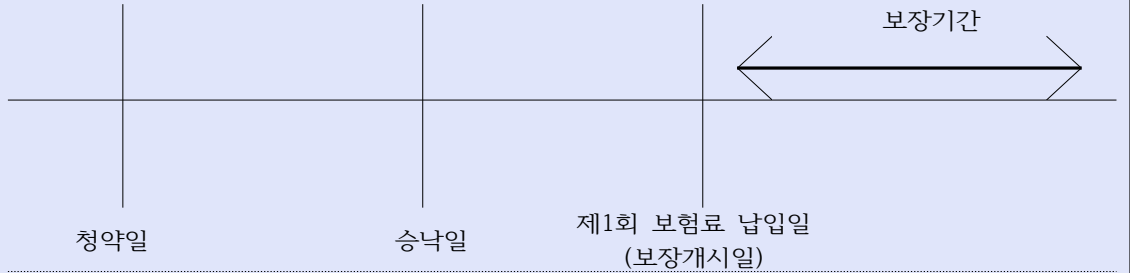 보장기간
청약일
승낙일
제1회 보험료 납입일
(보장개시일)